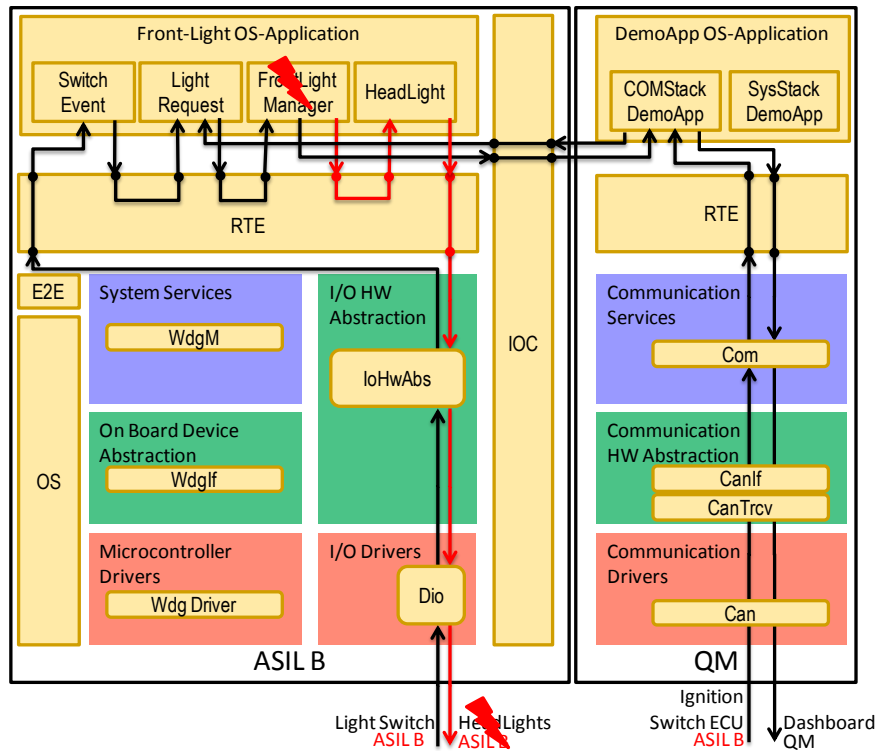 Front-Light OS-Application
Switch
Event
Light
Request
FrontLight
Manager
HeadLight
RTE
E2E
OS
System Services
WdgM
On Board Device
Abstraction
WdgIf
Microcontroller
Drivers
Wdg Driver
I/O HW
Abstraction
IoHwAbs
I/O Drivers
Dio
IOC
ASIL B
DemoApp OS-Application
COMStack
DemoApp
SysStack
DemoApp
RTE
Communication
Services
Com
Communication
HW Abstraction
CanIf
CanTrcv
Communication
Drivers
Can
QM
Light Switch
ASIL B
HeadLights
ASIL B
Ignition
Switch ECU
ASIL B
Dashboard
QM